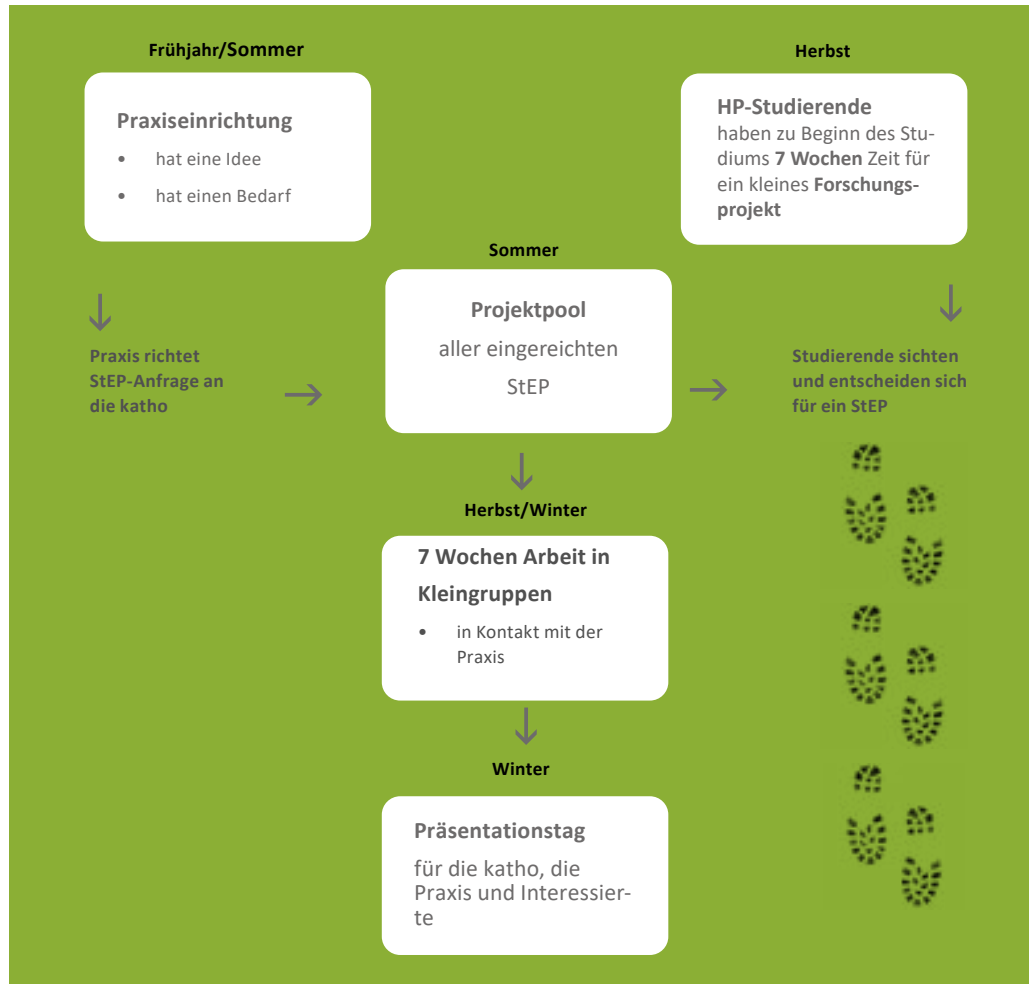 Frühjahr/Sommer
Praxiseinrichtung
• hat eine Idee
• hat einen Bedarf
Herbst
HP-Studierende
haben zu Beginn des Stu-
diums 7 Wochen Zeit für
ein kleines Forschungs-
projekt
Praxis richtet
StEP-Anfrage an
die katho
Sommer
Projektpool
aller eingereichten
StEP
Studierende sichten
und entscheiden sich
für ein StEP
Herbst/Winter
7 Wochen Arbeit in
Kleingruppen
• in Kontakt mit der
Praxis
Winter
Präsentationstag
für die katho, die
Praxis und Interessier-
te